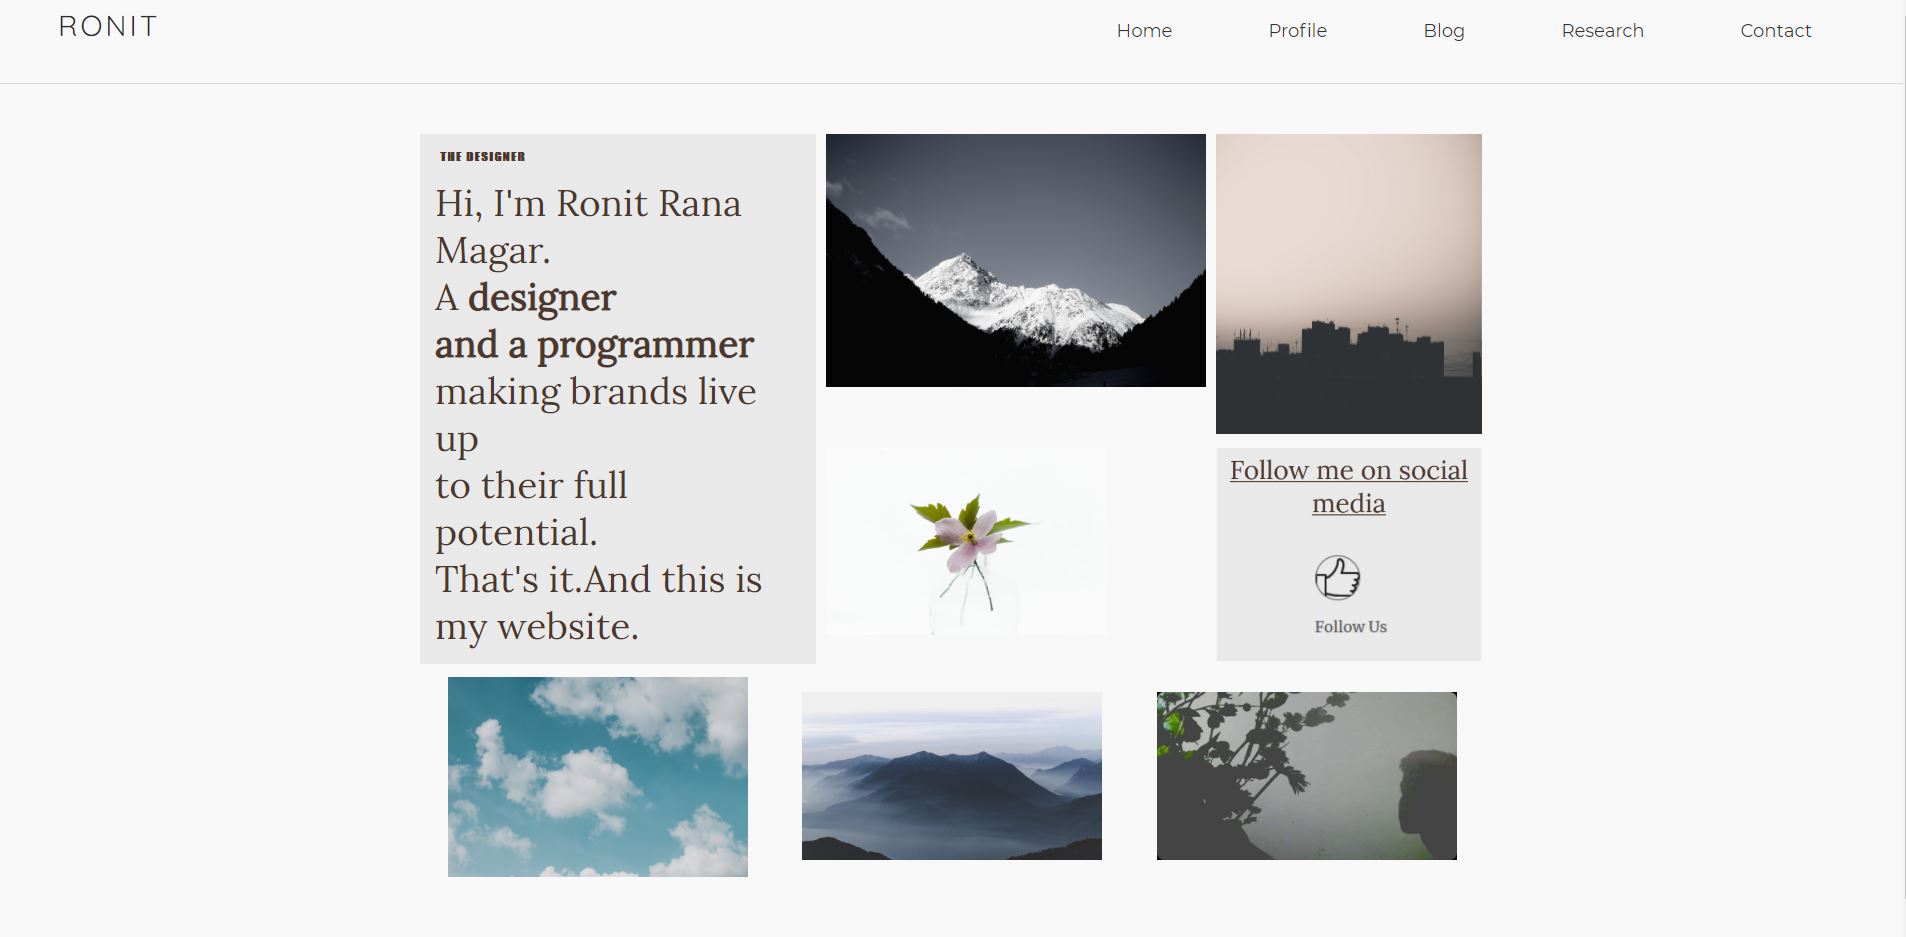 RONIT
Home Profile Blog Research Contact
THE DESIGNER
Hi, I'm Ronit Rana
Magar.
A designer
and a programmer
making brands live
up
to their full
potential.
That's it.And this is
my website.
Follow me on social
media
Follow Us